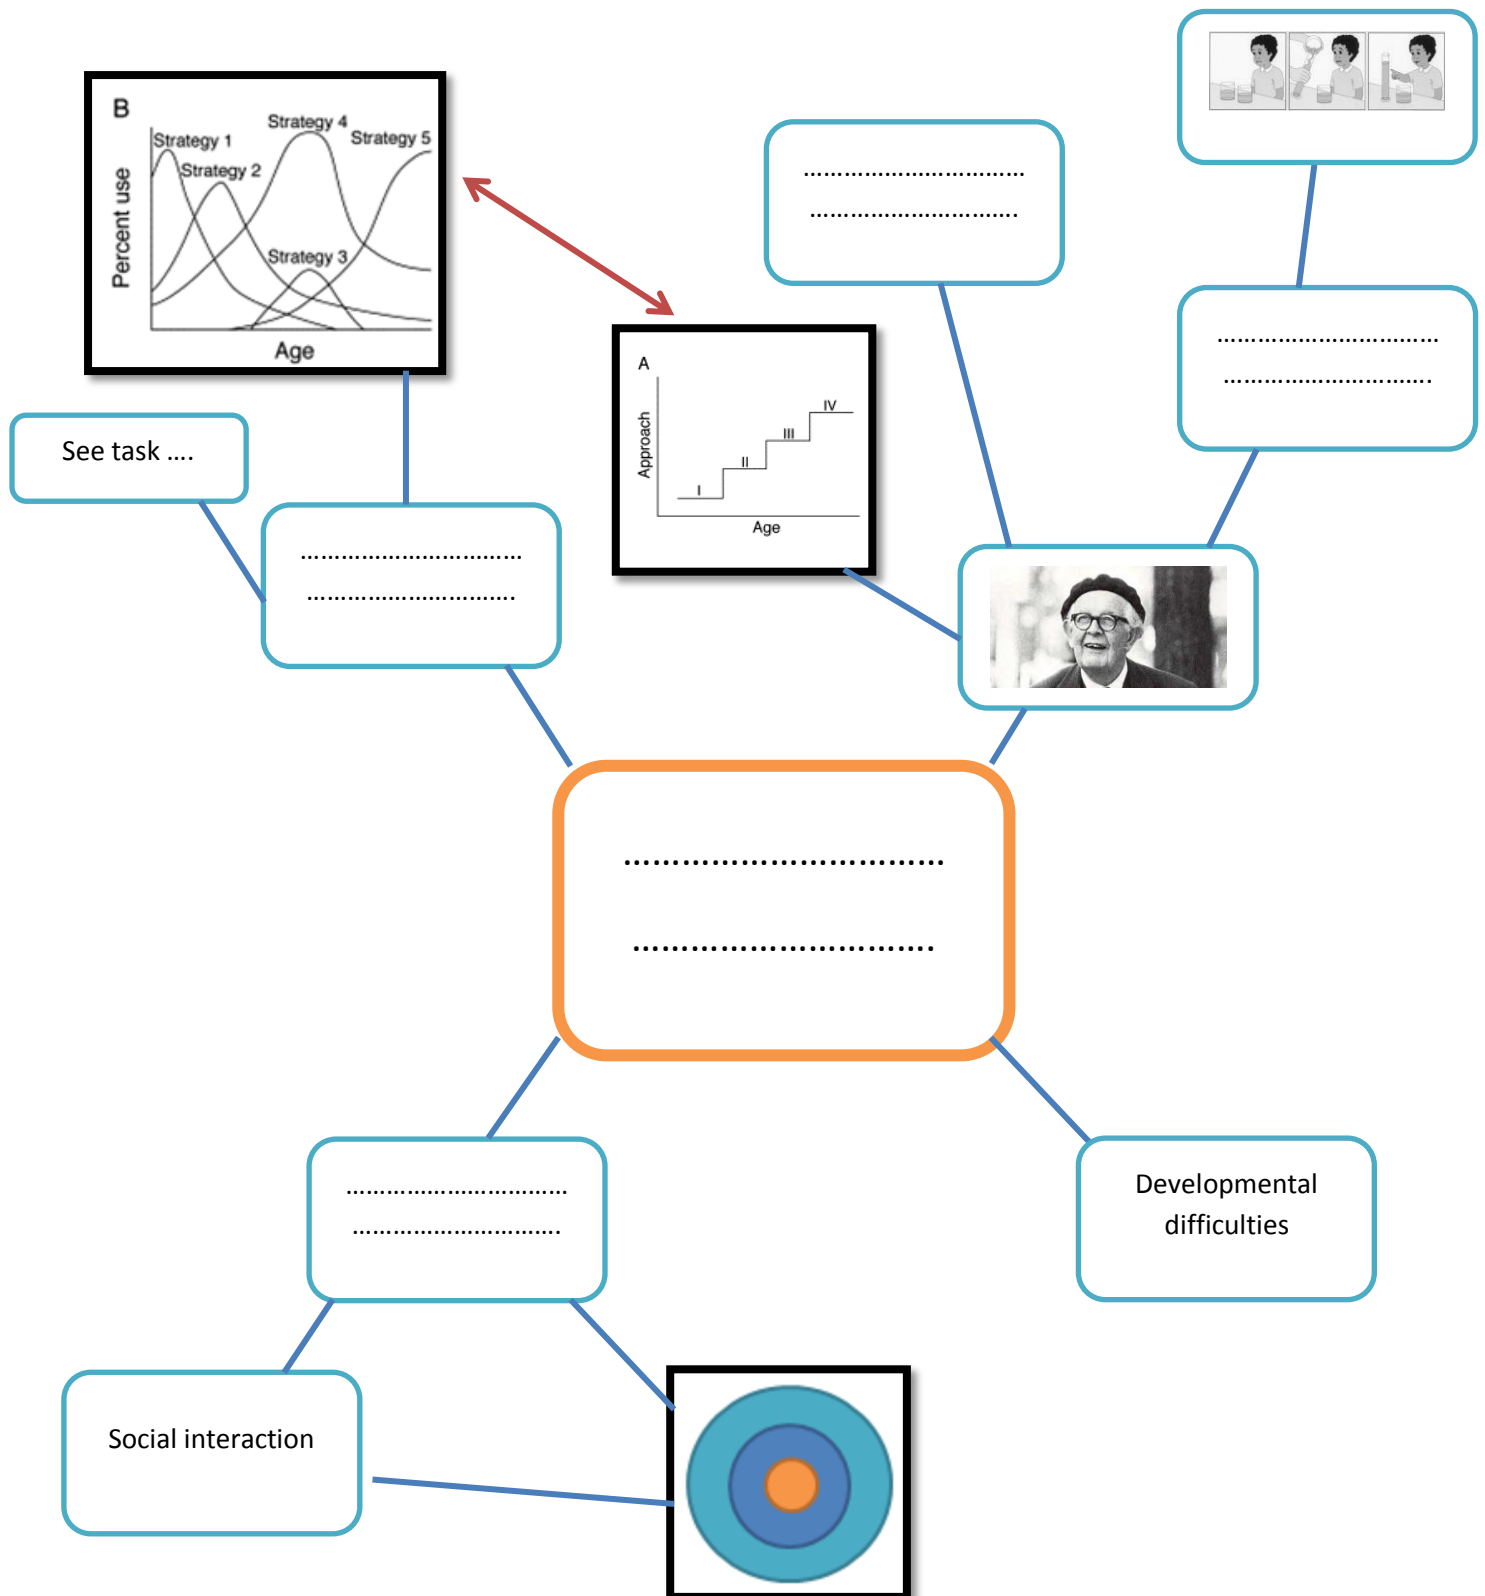 B
Strategy 4
Strategy 1
Strategy 5
Strategy 2
Strategy 3
Percent use
Age
…………………………….
………………………….
…………………………….
………………………….
A
IV
III
II
I
Approach
Age
See task ….
…………………………….
………………………….
…………………………….
………………………….
…………………………….
………………………….
Developmental
difficulties
Social interaction